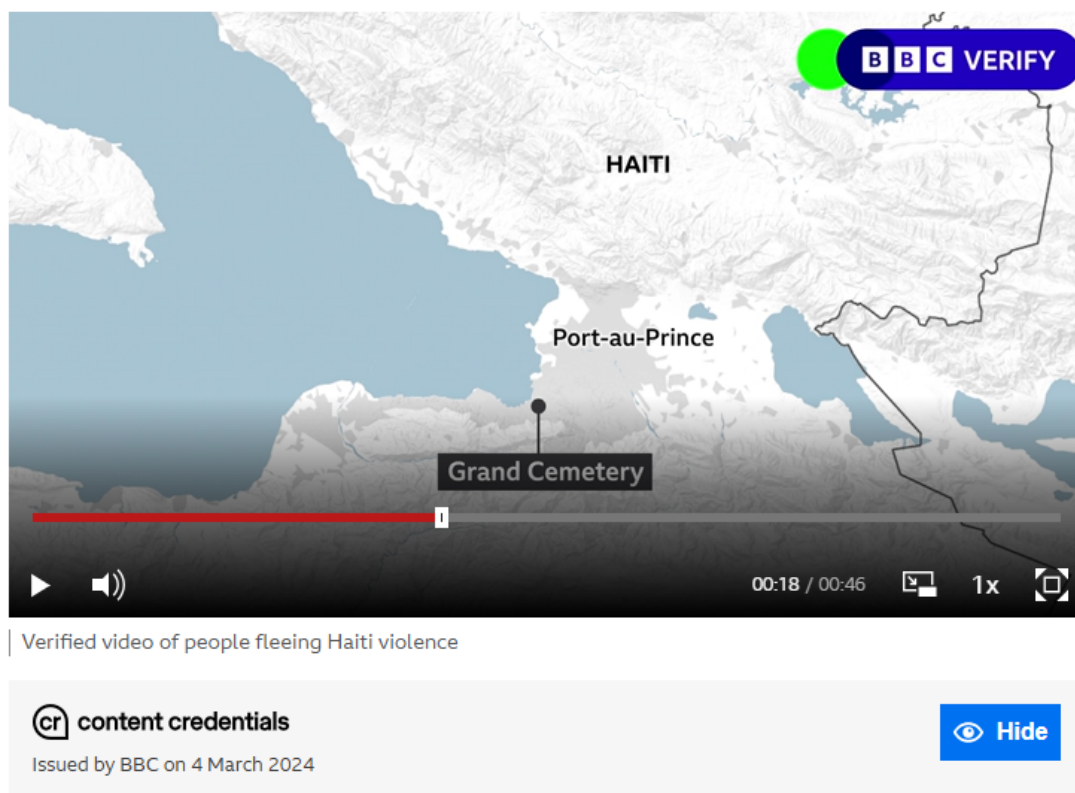 BBC VERIFY
HAITI
Port-au-Prince
Grand Cemetery
00:18 / 00:46
1x
Verified video of people fleeing Haiti violence
cr content credentials
Hide
Issued by BBC on 4 March 2024